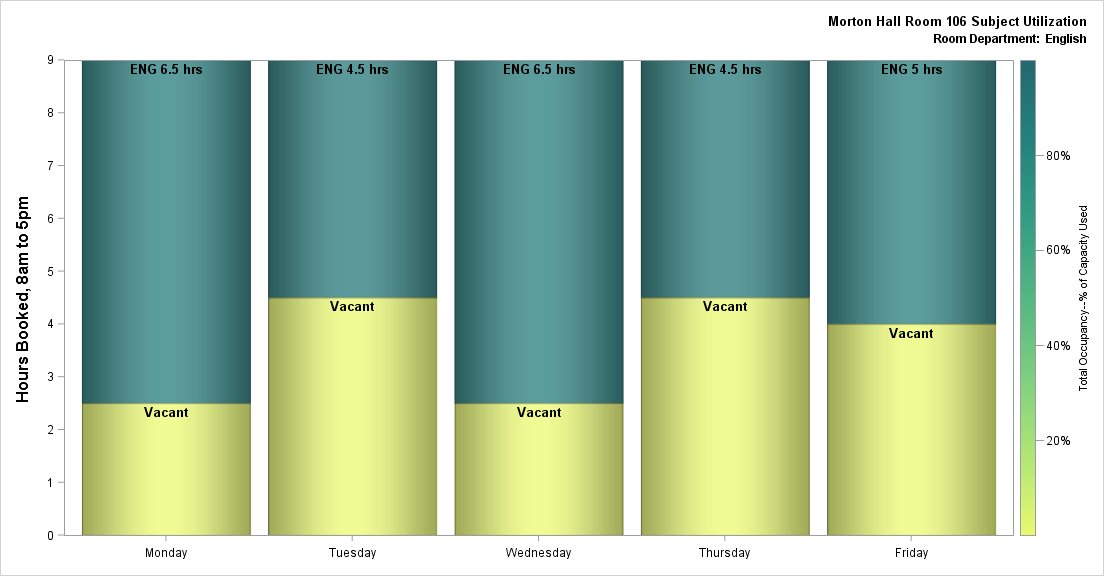 Morton Hall Room 106 Subject Utilization
Room Department: English
Hours Booked, 8am to 5pm
9
8
7
6
5
4
3
2
1
0
ENG 6.5 hrs
ENG 4.5 hrs
ENG 6.5 hrs
ENG 4.5 hrs
ENG 5 hrs
Vacant
Vacant
Vacant
Vacant
Vacant
Monday
Tuesday
Wednesday
Thursday
Friday
80%
60%
40%
20%
Total Occupancy--% of Capacity Used